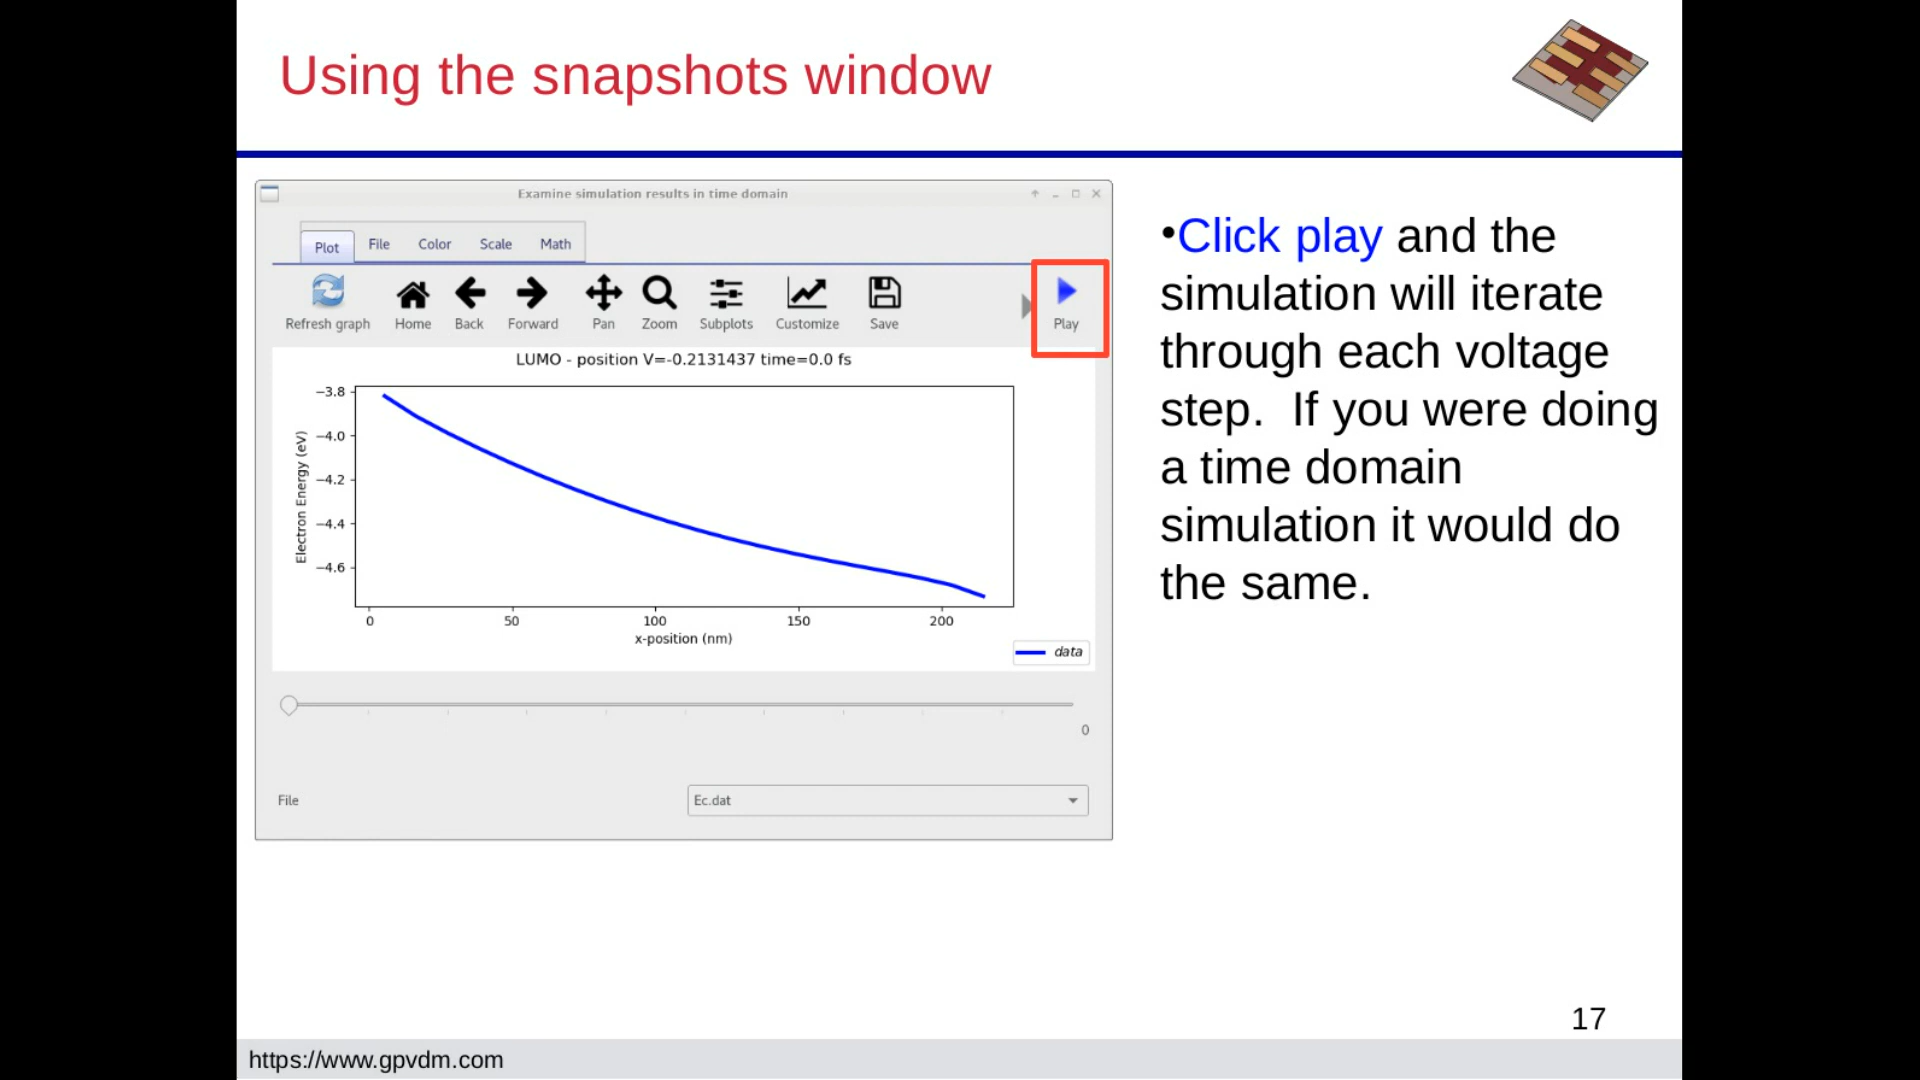 Using the snapshots window
Examine simulation results in time domain
Plot File Color Scale Math
Refresh graph Home Back Forward Pan Zoom Subplots Customize Save Play
LUMO - position V=-0.2131437 time=0.0 fs
Electron Energy (eV)
−3.8
−4.0
−4.2
−4.4
−4.6
0 50 100 150 200
x-position (nm)
data
0
File Ec.dat
•Click play and the
simulation will iterate
through each voltage
step.  If you were doing
a time domain
simulation it would do
the same.
17
https://www.gpvdm.com